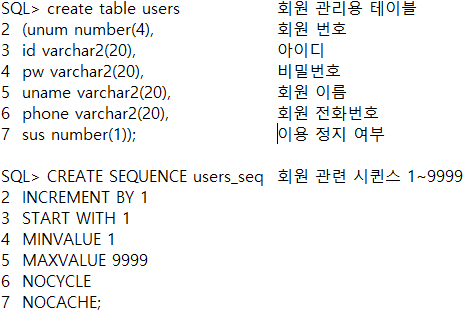 SQL> create table users 회원 관리용 테이블
2 (unum number(4), 회원 번호
3 id varchar2(20), 아이디
4 pw varchar2(20), 비밀번호
5 uname varchar2(20), 회원 이름
6 phone varchar2(20), 회원 전화번호
7 sus number(1)); 이용 정지 여부
SQL> CREATE SEQUENCE users_seq 회원 관련 시퀀스 1~9999
2 INCREMENT BY 1
3 START WITH 1
4 MINVALUE 1
5 MAXVALUE 9999
6 NOCYCLE
7 NOCACHE;